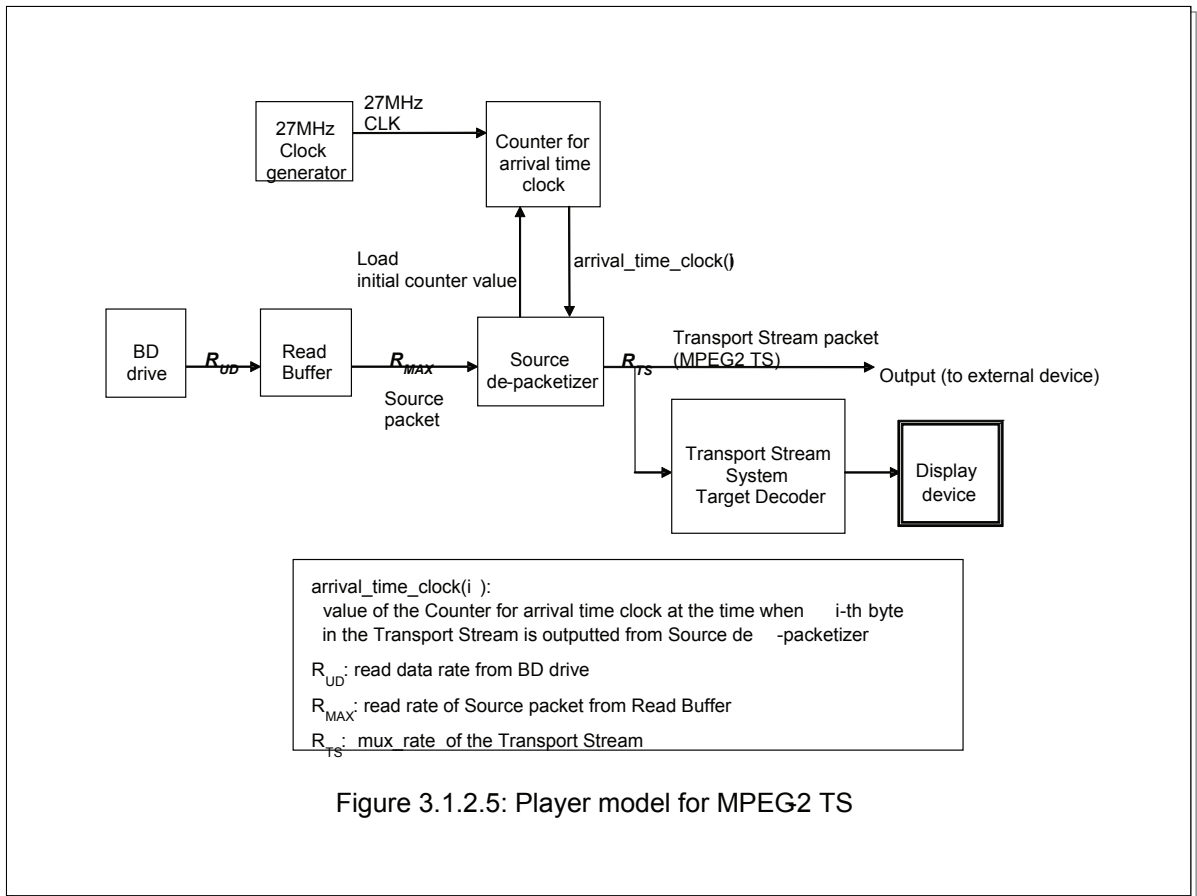 27MHz
CLK
27MHz
Clock
generator
Counter for
arrival time
clock
Load
initial counter value
arrival_time_clock(i)
BD
drive
R_UD
Read
Buffer
R_MAX
Source
packet
Source
de-packetizer
R_TS
Transport Stream packet
(MPEG2 TS)
Output (to external device)
Transport Stream
System
Target Decoder
Display
device
arrival_time_clock(i ):
value of the Counter for arrival time clock at the time when i-th byte
in the Transport Stream is outputted from Source de -packetizer
R_UD: read data rate from BD drive
R_MAX: read rate of Source packet from Read Buffer
R_TS: mux_rate of the Transport Stream
Figure 3.1.2.5: Player model for MPEG-2 TS